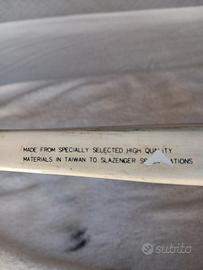 MADE FROM SPECIALLY SELECTED HIGH QUALITY
MATERIALS IN TAIWAN TO SLAZENGER
subito